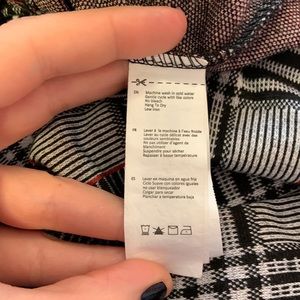 EN
Machine wash in cold water
Gentle cycle with like colors
No bleach
Hang To Dry
Low Iron
FR
Laver à la machine à l'eau froide
Laver au cycle délicat avec des
couleurs semblables
Ne pas utiliser d'agent de
blanchiment
Suspendre pour sécher
Repasser à basse température
ES
Lavar en maquina en agua fria
Ciclo Suave con colores iguales
no usar blanqueador
Colgar para secar
Planchar a temperatura baja